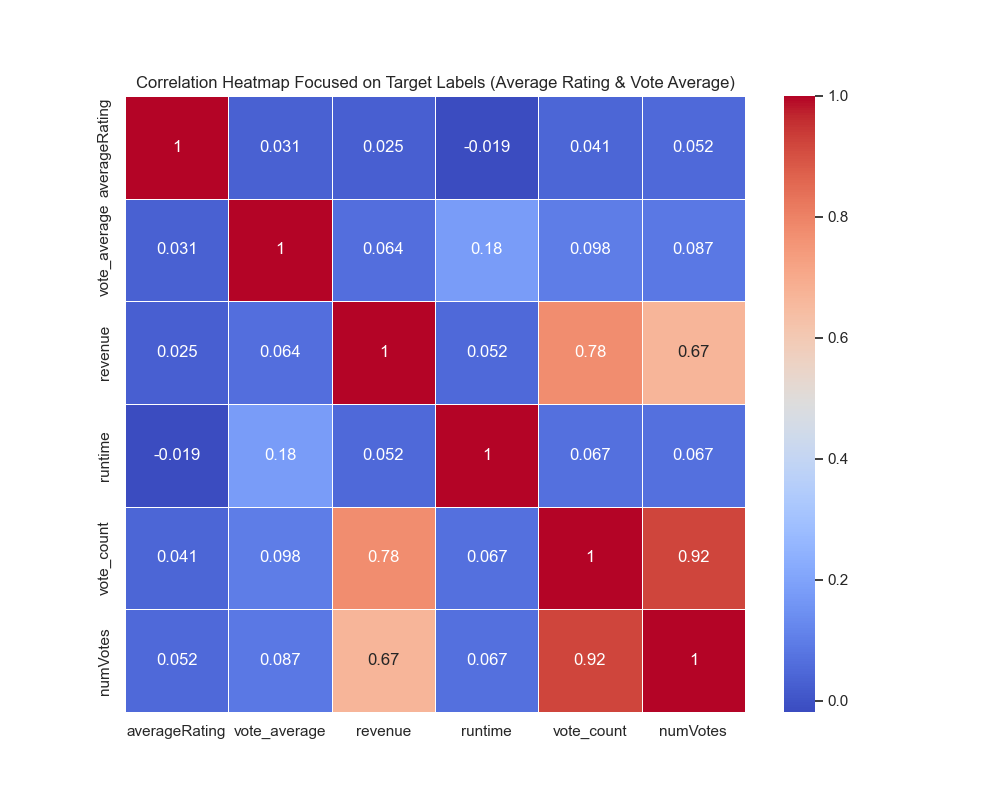 Correlation Heatmap Focused on Target Labels (Average Rating & Vote Average)
averageRating 1 0.031 0.025 -0.019 0.041 0.052
vote_average 0.031 1 0.064 0.18 0.098 0.087
revenue 0.025 0.064 1 0.052 0.78 0.67
runtime -0.019 0.18 0.052 1 0.067 0.067
vote_count 0.041 0.098 0.78 0.067 1 0.92
numVotes 0.052 0.087 0.67 0.067 0.92 1
averageRating vote_average revenue runtime vote_count numVotes
1.0
0.8
0.6
0.4
0.2
0.0